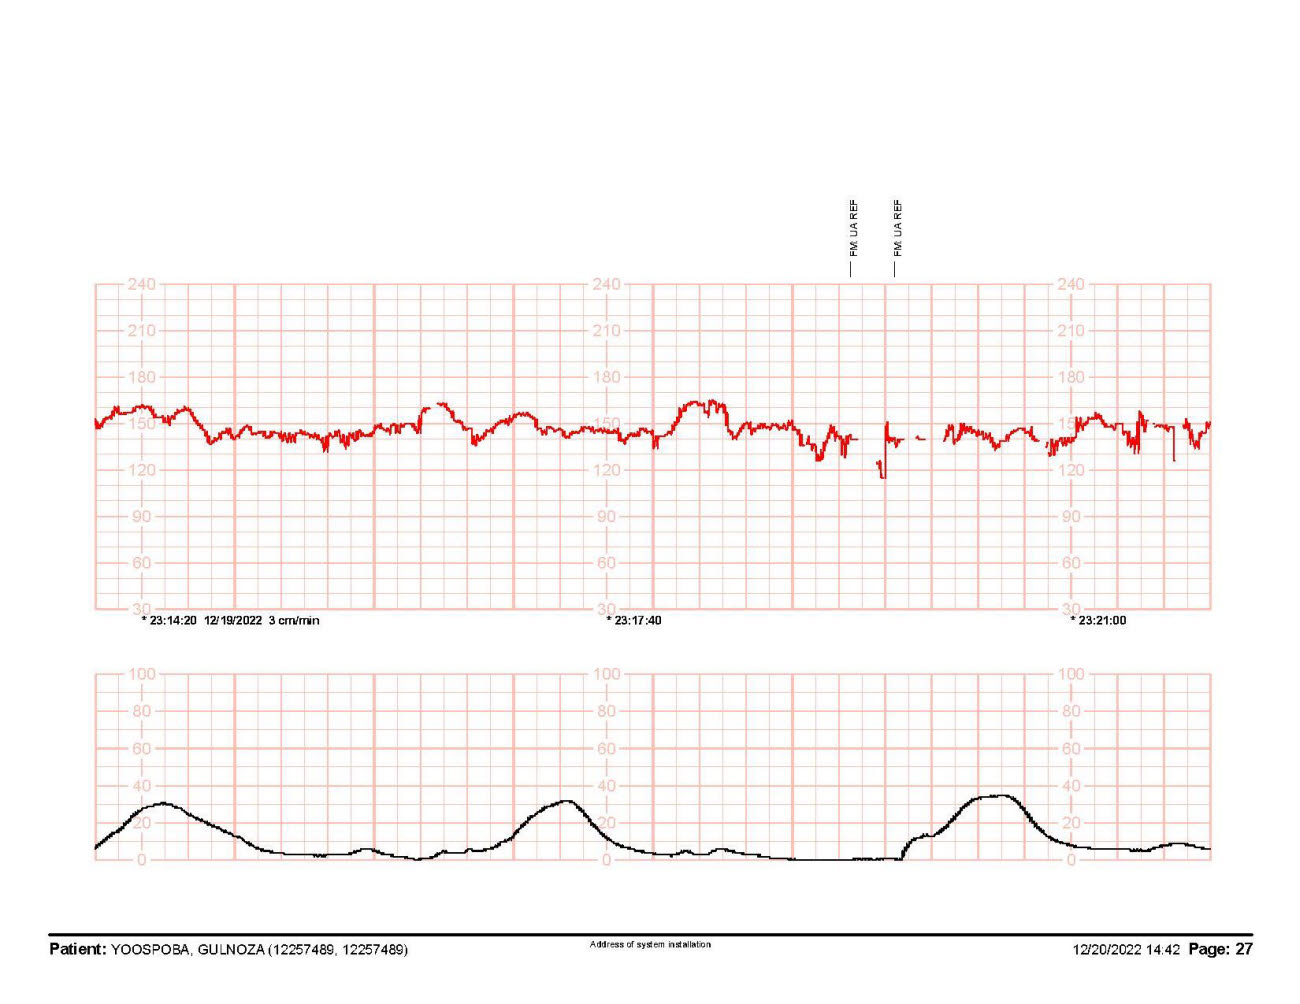 FM: UA REF FM: UA REF
240 240 240
210 210 210
180 180 180
150 150 150
120 120 120
90 90 90
60 60 60
30 30 30
* 23:14:20 12/19/2022 3 cm/min * 23:17:40 * 23:21:00
100 100 100
80 80 80
60 60 60
40 40 40
20 20 20
0 0 0
Patient: YOOSPOBA, GULNOZA (12257489, 12257489) Address of system installation 12/20/2022 14:42 Page: 27